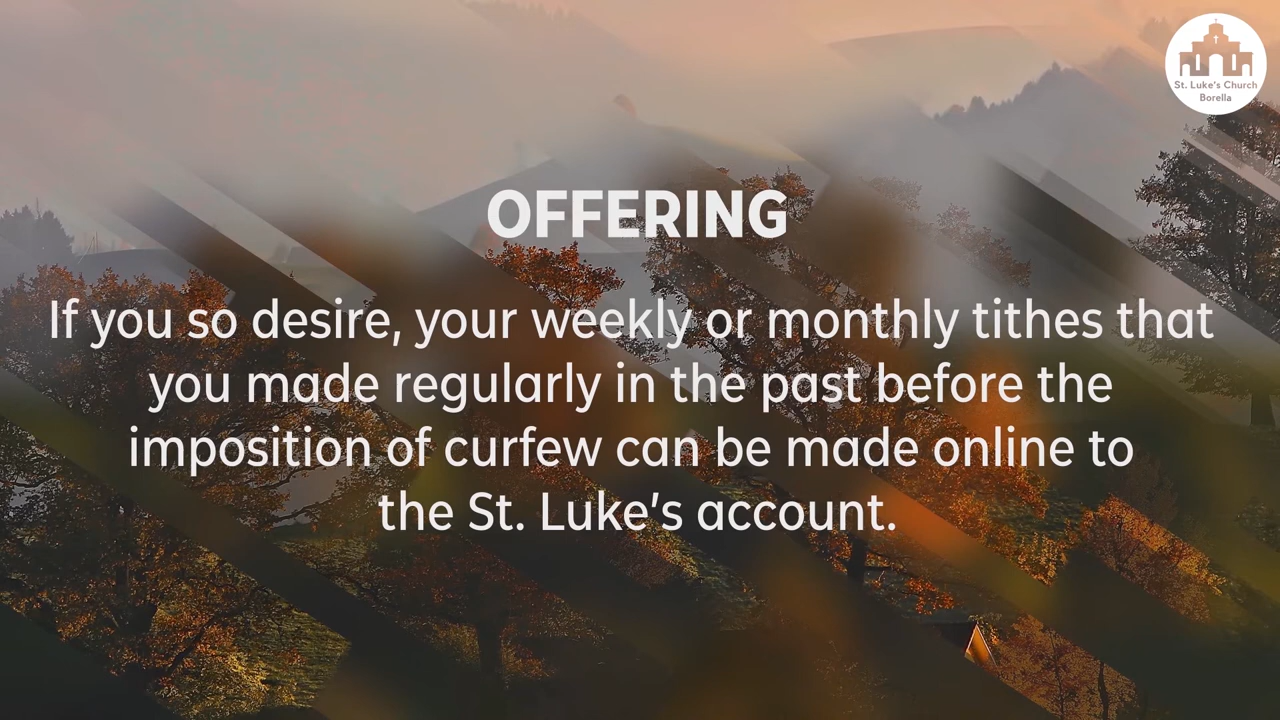 St. Luke's Church
Borella
OFFERING
If you so desire, your weekly or monthly tithes that
you made regularly in the past before the
imposition of curfew can be made online to
the St. Luke's account.